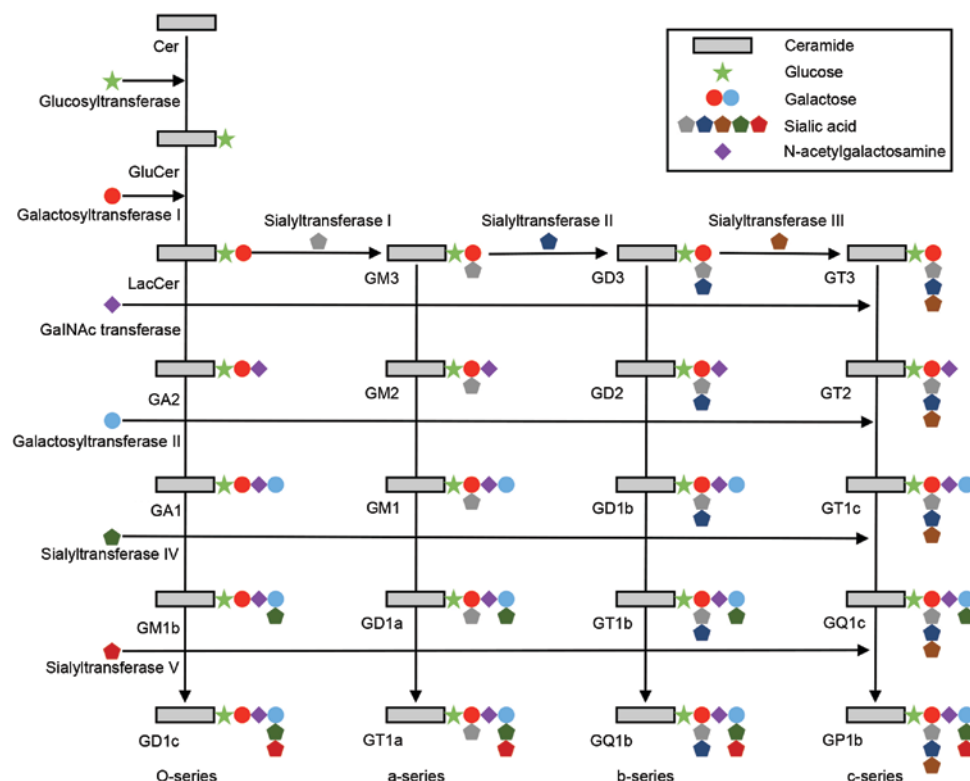 Cer
Ceramide
Glucose
Glucosyltransferase
Galactose
Sialic acid
N-acetylgalactosamine
GluCer
Galactosyltransferase I
Sialyltransferase I
Sialyltransferase II
Sialyltransferase III
LacCer
GM3
GD3
GT3
GalNAc transferase
GA2
GM2
GD2
GT2
Galactosyltransferase II
GA1
GM1
GD1b
GT1c
Sialyltransferase IV
GM1b
GD1a
GT1b
GQ1c
Sialyltransferase V
GD1c
GT1a
GQ1b
GP1b
O-series
a-series
b-series
c-series